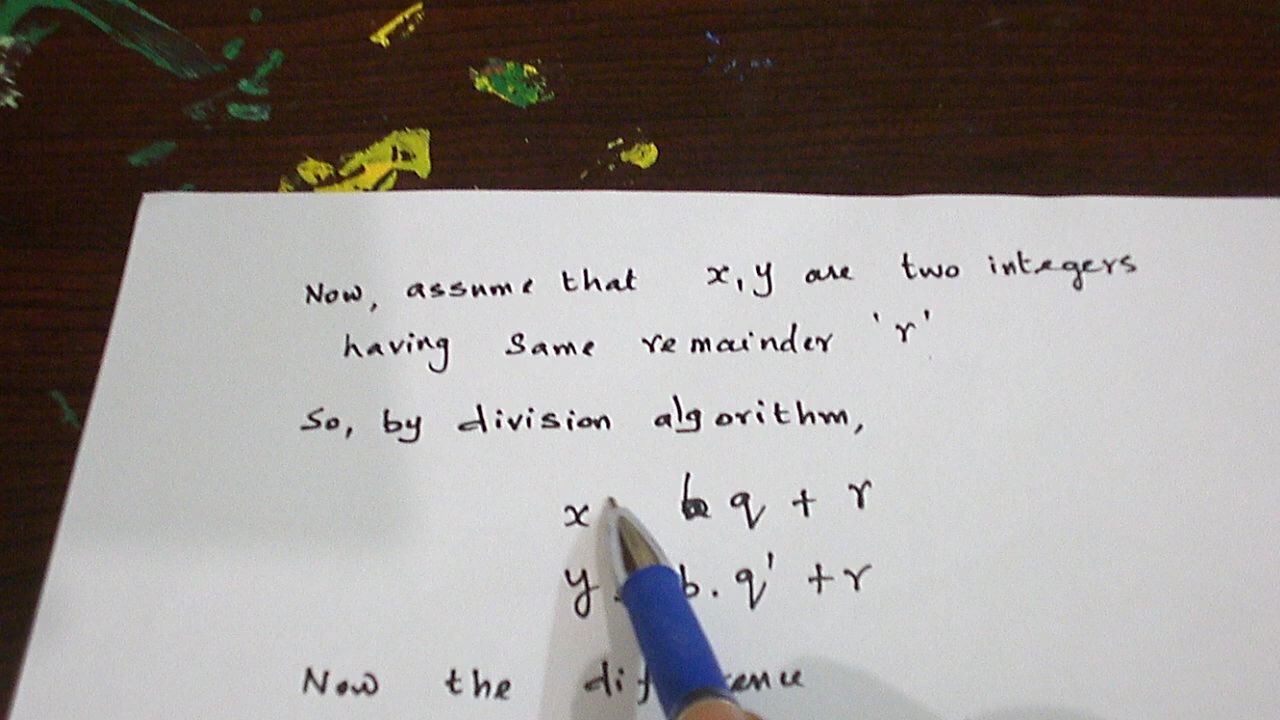 Now, assume that x, y are two integers
having same remainder 'r'
So, by division algorithm,
x q + r
y b. q' + r
Now the